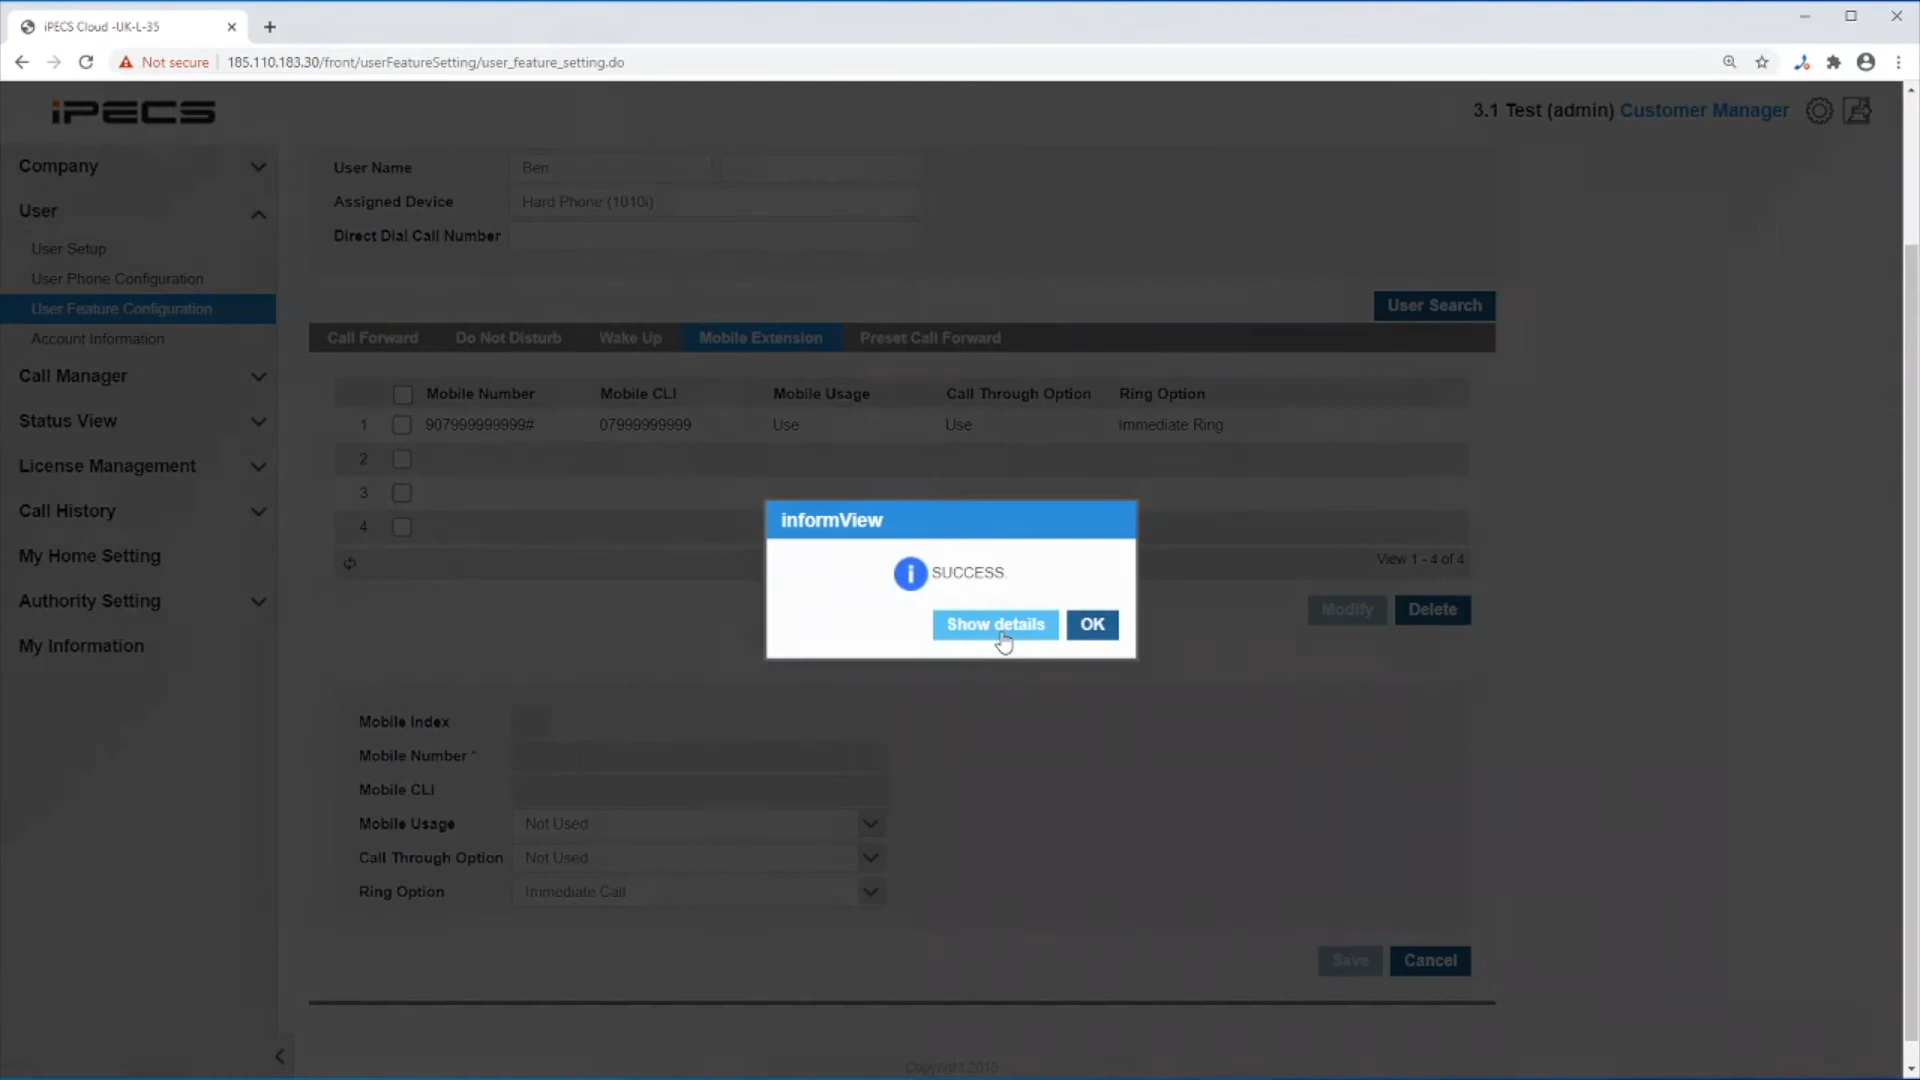 iPECS Cloud -UK-L-35
Not secure
185.110.183.30/front/userFeatureSetting/user_feature_setting.do
iPECS
3.1 Test (admin) Customer Manager
Company
User
User Setup
User Phone Configuration
User Feature Configuration
Account Information
Call Manager
Status View
License Management
Call History
My Home Setting
Authority Setting
My Information
User Name Ben
Assigned Device Hard Phone (1010i)
Direct Dial Call Number
User Search
Call Forward Do Not Disturb Wake Up Mobile Extension Preset Call Forward
Mobile Number Mobile CLI Mobile Usage Call Through Option Ring Option
1 907999999999# 07999999999 Use Use Immediate Ring
2
3
4
View 1 - 4 of 4
Modify Delete
informView
i SUCCESS.
Show details OK
Mobile Index
Mobile Number *
Mobile CLI
Mobile Usage Not Used
Call Through Option Not Used
Ring Option Immediate Call
Save Cancel
Copyright 2015